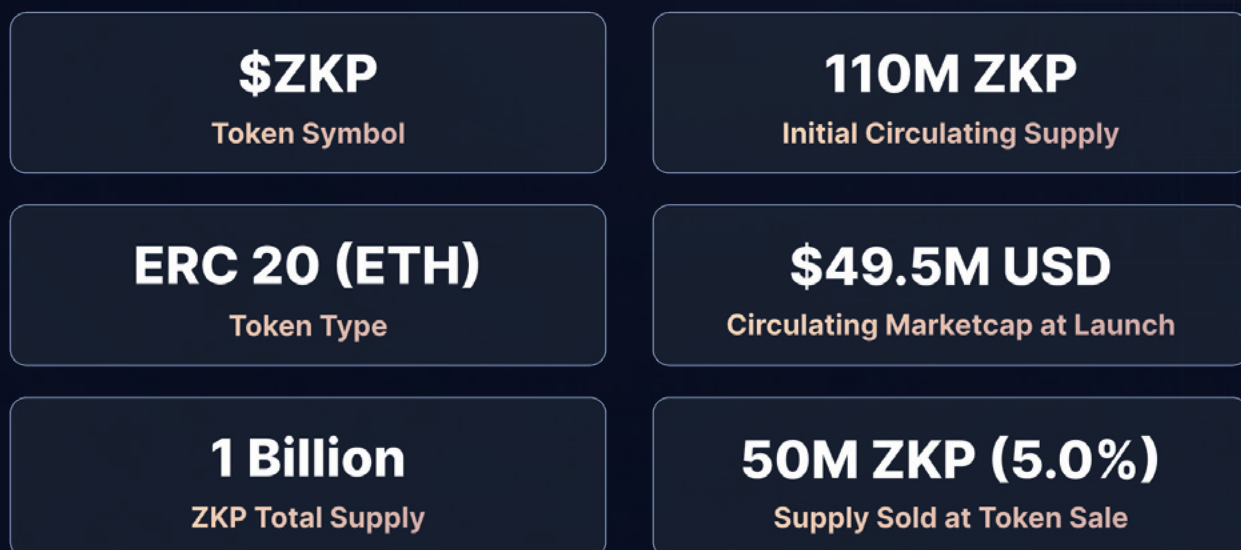 $ZKP
Token Symbol
110M ZKP
Initial Circulating Supply
ERC 20 (ETH)
Token Type
$49.5M USD
Circulating Marketcap at Launch
1 Billion
ZKP Total Supply
50M ZKP (5.0%)
Supply Sold at Token Sale